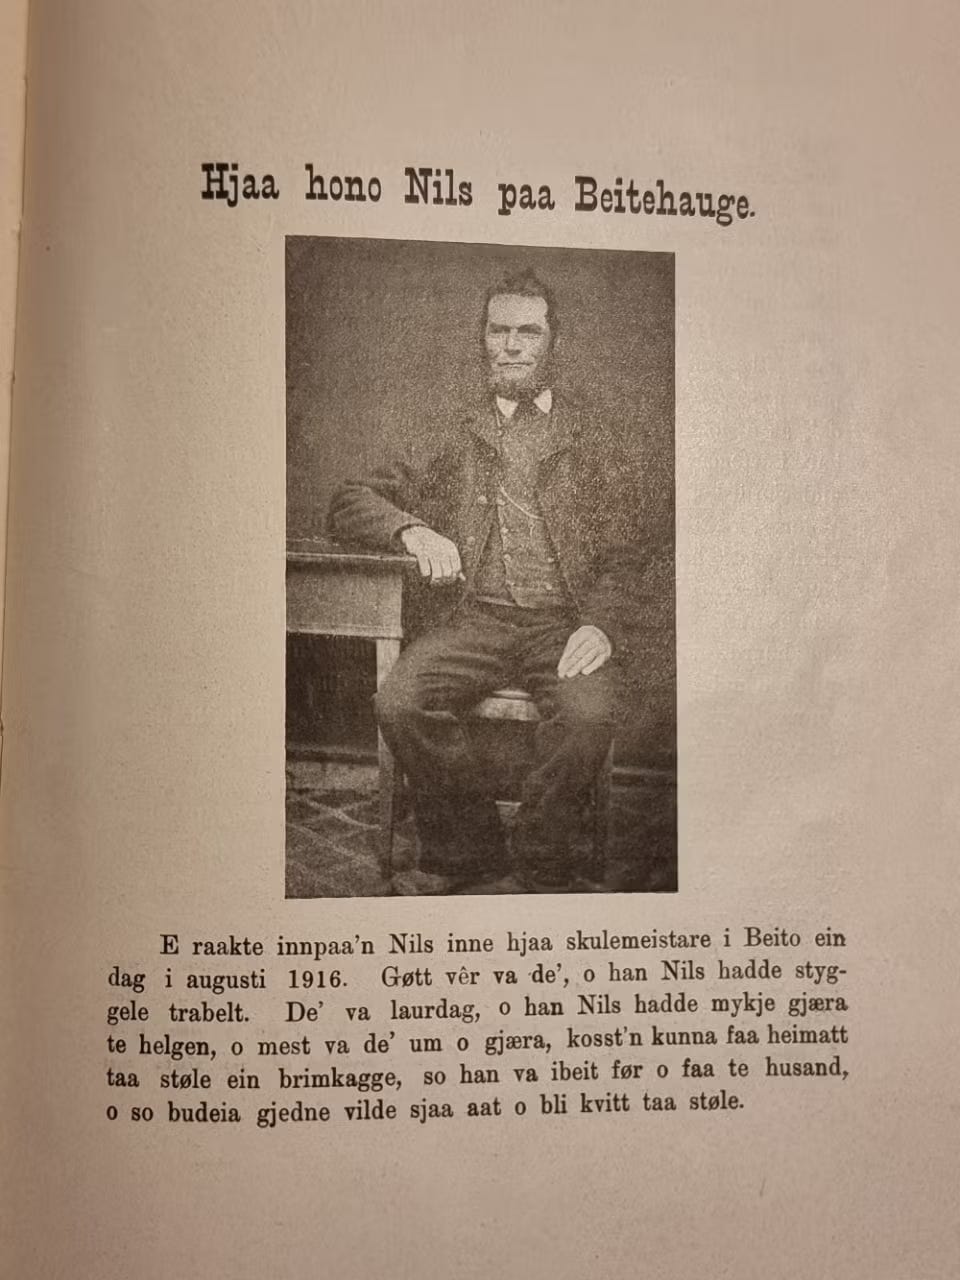 Hjaa hono Nils paa Beitehauge.
E raakte innpaa'n Nils inne hjaa skulemeistare i Beito ein
dag i augusti 1916. Gøtt vêr va de', o han Nils hadde styg-
gele trabelt. De' va laurdag, o han Nils hadde mykje gjæra
te helgen, o mest va de' um o gjæra, kosst'n kunna faa heimatt
taa støle ein brimkagge, so han va ibeit før o faa te husand,
o so budeia gjedne vilde sjaa aat o bli kvitt taa støle.